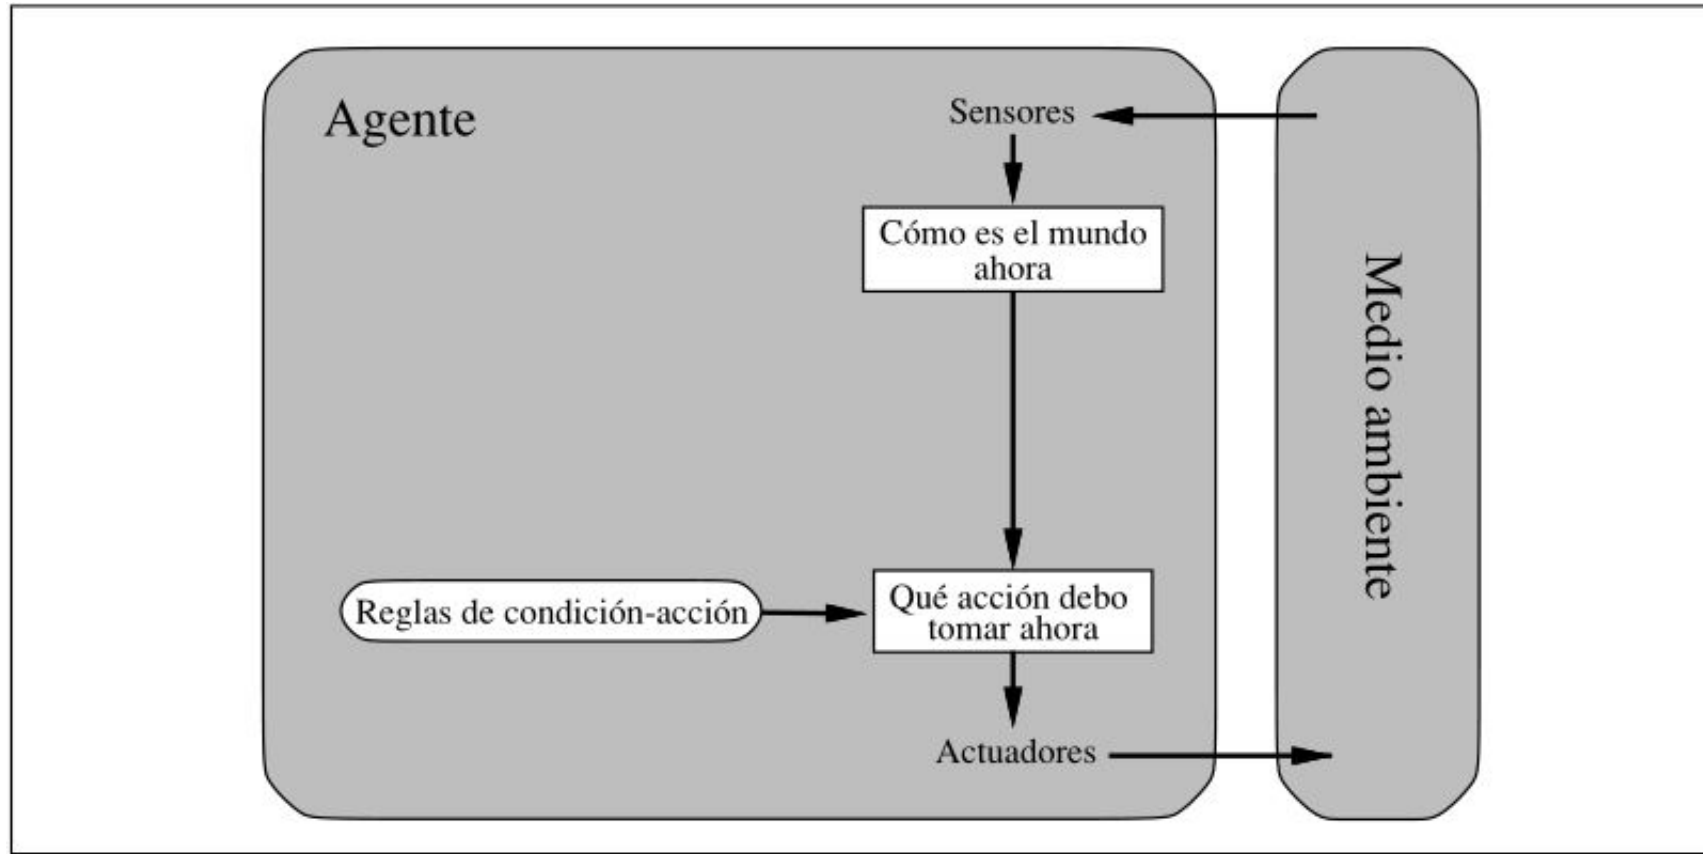 Agente
Sensores
Cómo es el mundo
ahora
Medio ambiente
Reglas de condición-acción
Qué acción debo
tomar ahora
Actuadores